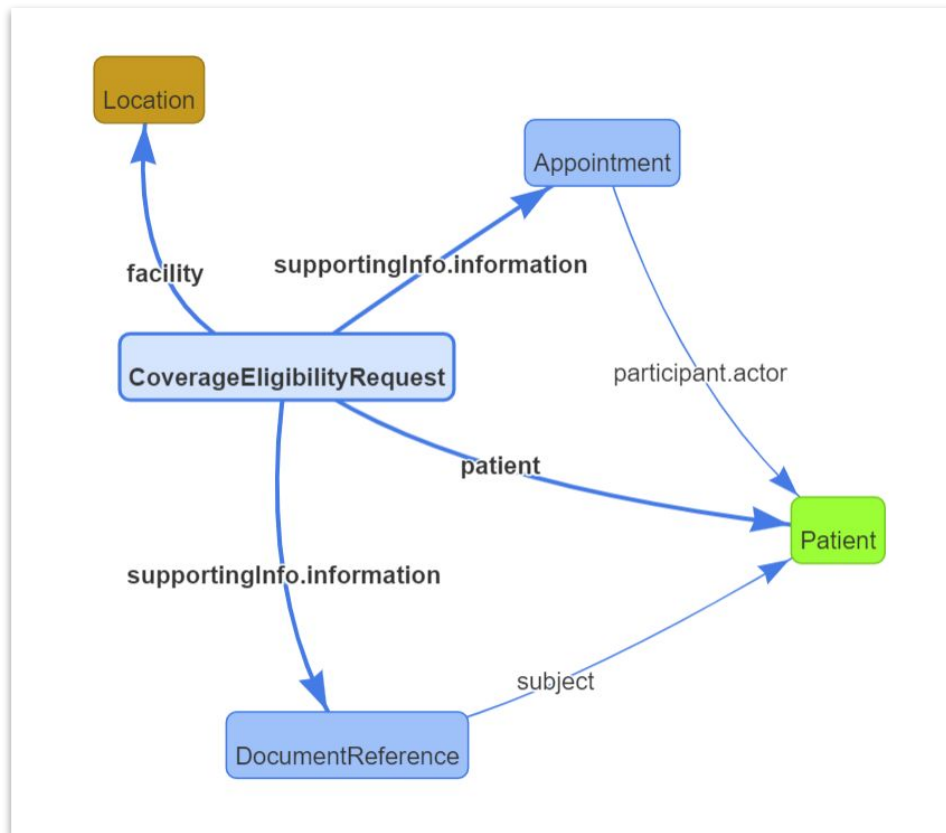 Location
Appointment
supportingInfo.information
facility
CoverageEligibilityRequest
participant.actor
patient
Patient
supportingInfo.information
subject
DocumentReference